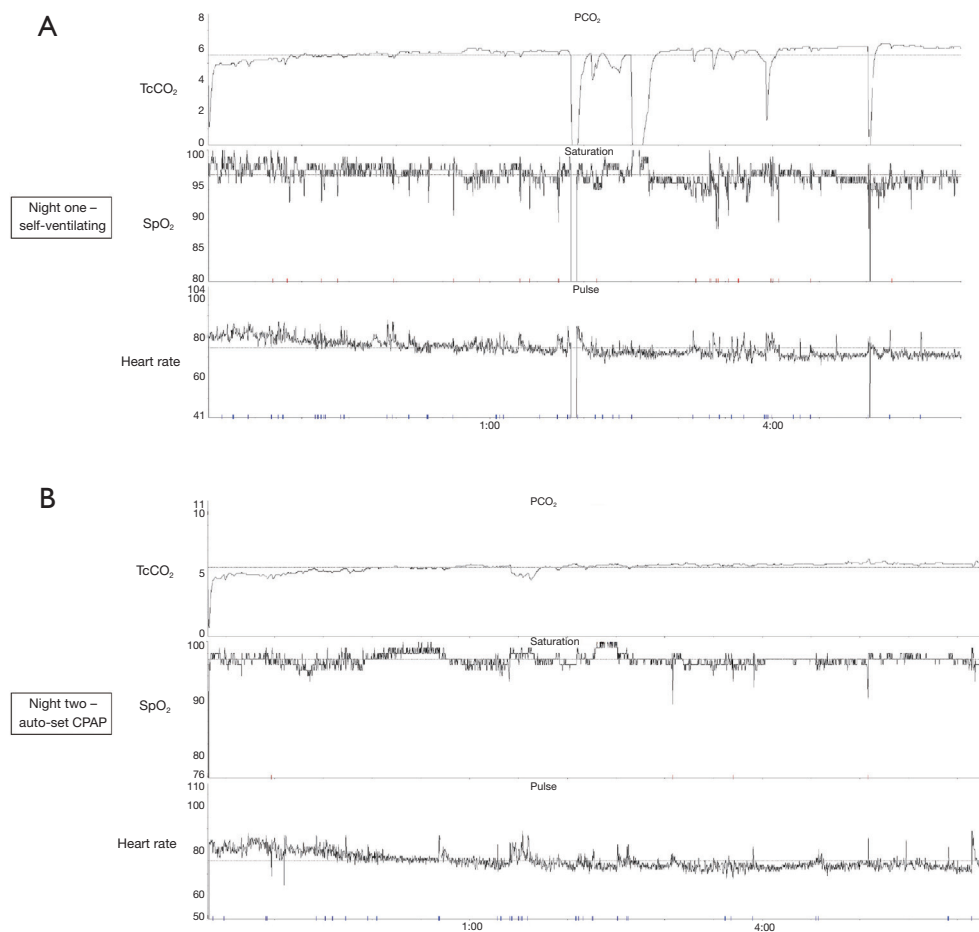 A
PCO₂
8
6
4
2
0
TcCO₂
Saturation
100
95
90
85
80
SpO₂
Night one –
self-ventilating
Pulse
104
100
80
60
41
Heart rate
1:00
4:00
B
PCO₂
11
10
5
0
TcCO₂
Saturation
100
90
80
76
SpO₂
Night two –
auto-set CPAP
Pulse
110
100
80
60
50
Heart rate
1:00
4:00